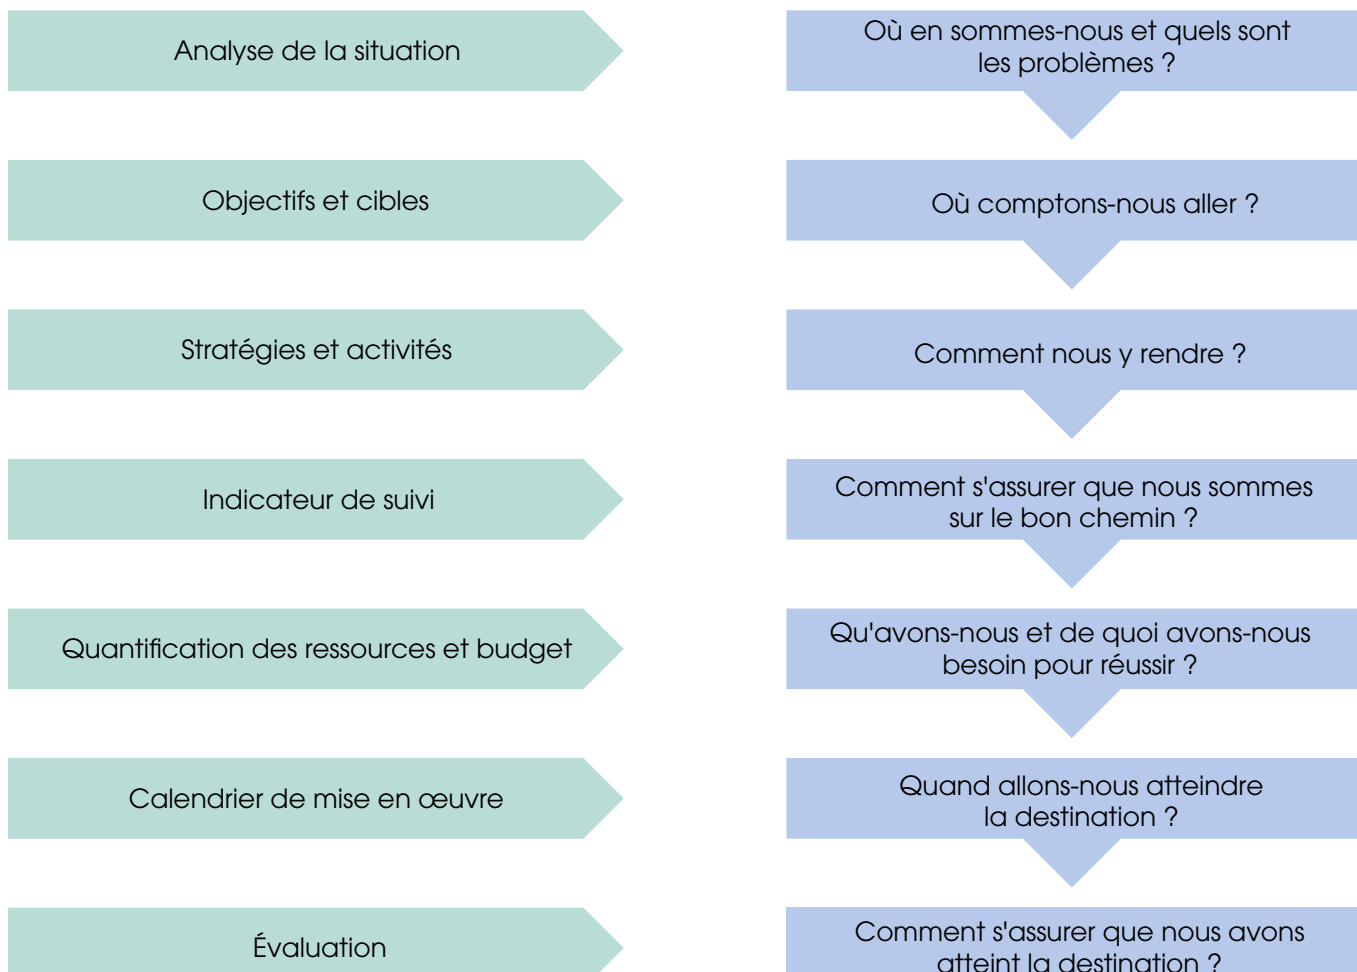 Analyse de la situation
Où en sommes-nous et quels sont
les problèmes ?
Objectifs et cibles
Où comptons-nous aller ?
Stratégies et activités
Comment nous y rendre ?
Indicateur de suivi
Comment s'assurer que nous sommes
sur le bon chemin ?
Quantification des ressources et budget
Qu'avons-nous et de quoi avons-nous
besoin pour réussir ?
Calendrier de mise en œuvre
Quand allons-nous atteindre
la destination ?
Évaluation
Comment s'assurer que nous avons
atteint la destination ?